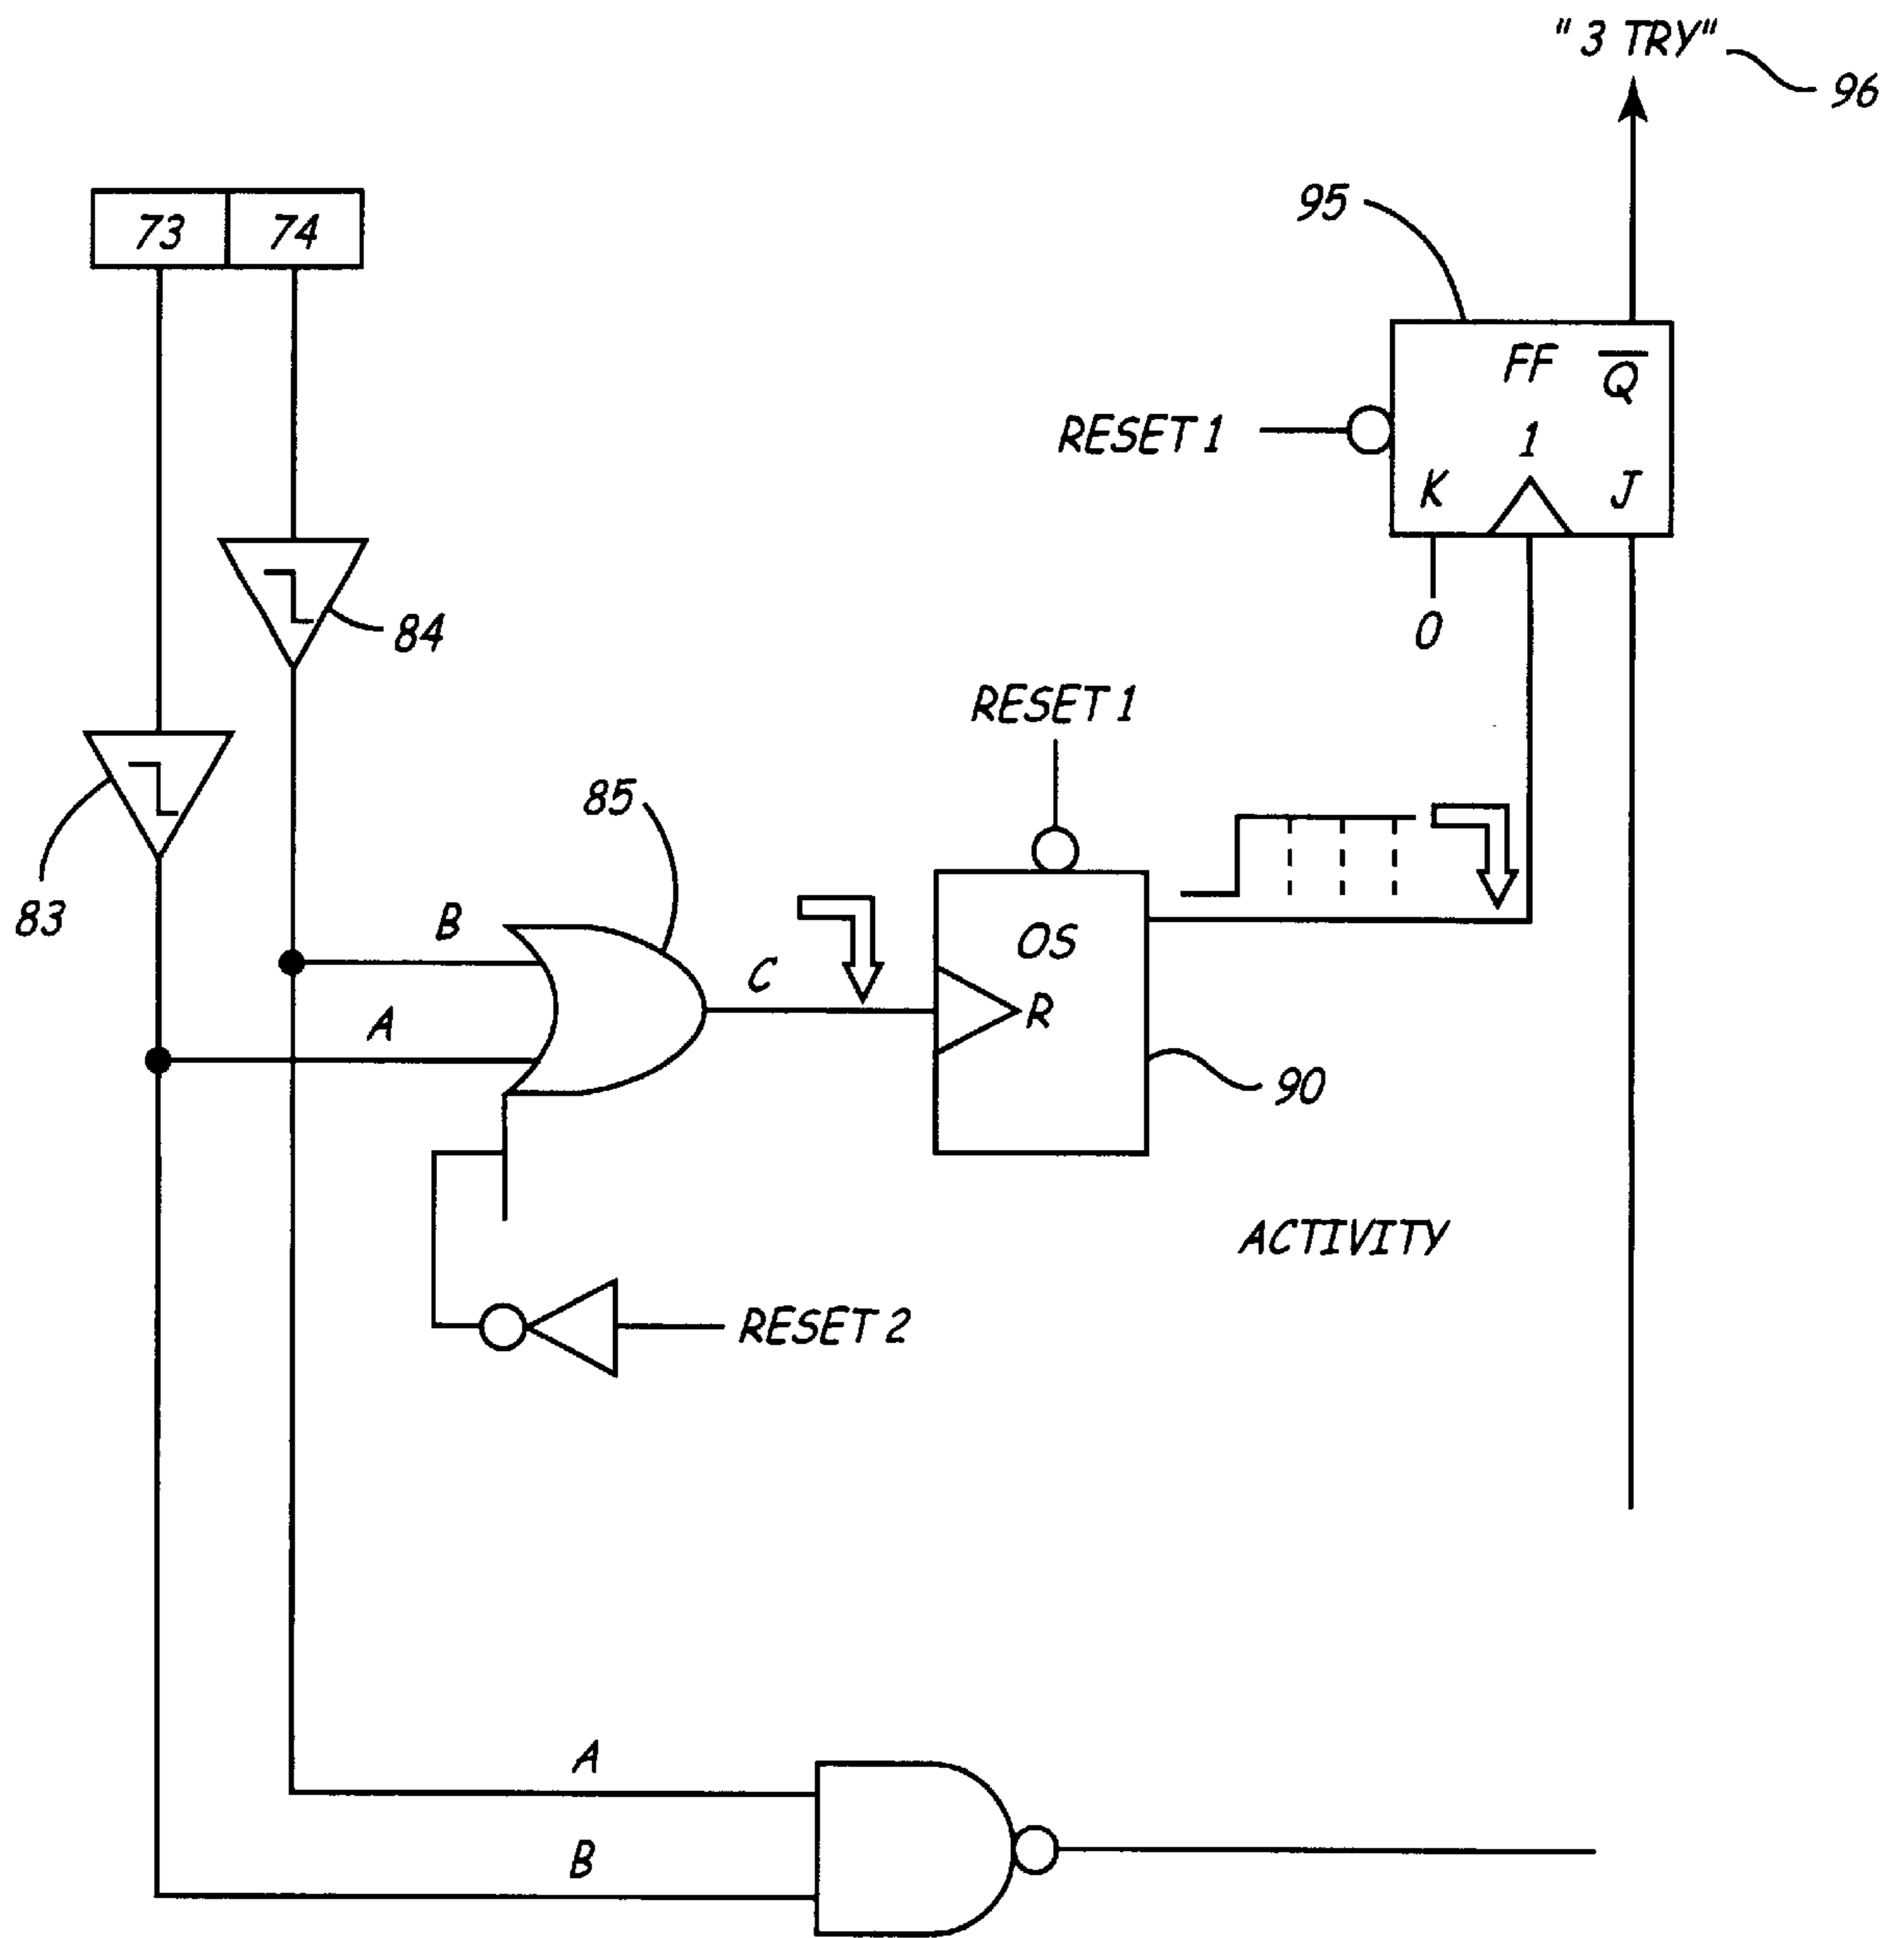 "3 TRY"
96
95
73 74
FF Q̅
1
RESET 1
K J
84
0
RESET 1
85
83
B
OS
C
A
R
90
ACTIVITY
RESET 2
A
B